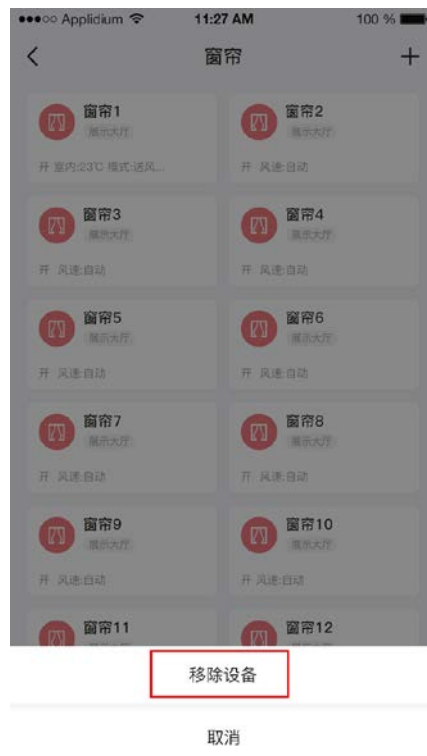 Applidium 11:27 AM 100 %
窗帘
窗帘1 窗帘2
展示大厅 展示大厅
开 室内:23℃ 模式:送风... 开 风速:自动
窗帘3 窗帘4
展示大厅 展示大厅
开 风速:自动 开 风速:自动
窗帘5 窗帘6
展示大厅 展示大厅
开 风速:自动 开 风速:自动
窗帘7 窗帘8
展示大厅 展示大厅
开 风速:自动 开 风速:自动
窗帘9 窗帘10
展示大厅 展示大厅
开 风速:自动 开 风速:自动
窗帘11 窗帘12
移除设备
取消